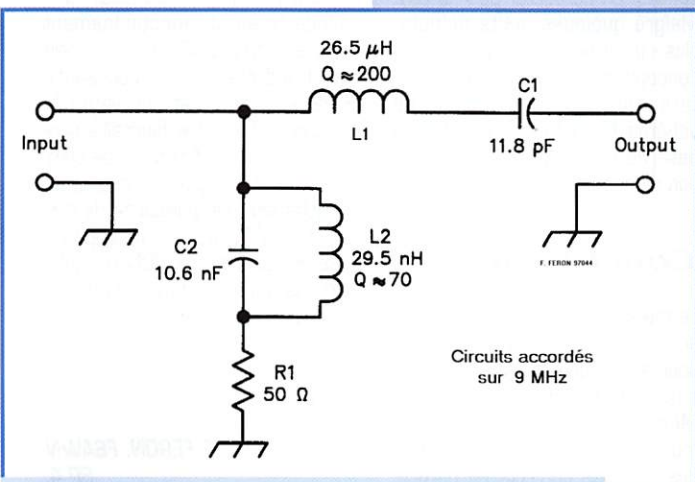 26.5 μH
Q ≈ 200
C1
Input
L1
11.8 pF
Output
C2
10.6 nF
L2
29.5 nH
Q ≈ 70
F. FERON 97044
R1
50 Ω
Circuits accordés
sur 9 MHz